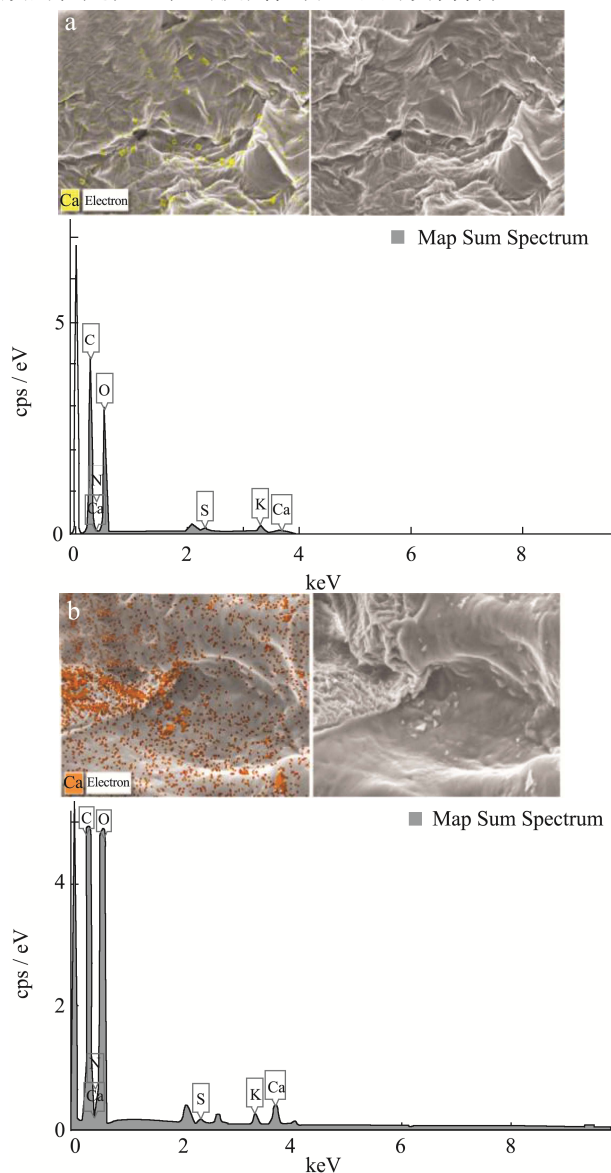 a
Ca Electron
Map Sum Spectrum
5
C
O
cps / eV
N
Ca
S
K
Ca
0
0 2 4 6 8
keV
b
Ca Electron
Map Sum Spectrum
C O
4
cps / eV
2
N
Ca
S
K
Ca
0
0 2 4 6 8
keV